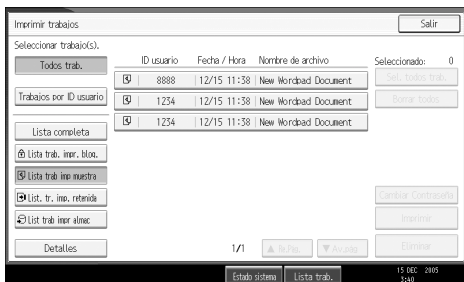 Imprimir trabajos
Salir
Seleccionar trabajo(s).
Todos trab.
ID usuario Fecha / Hora Nombre de archivo
Seleccionado: 0
8888 12/15 11:38 New Wordpad Document
Sel. todos trab.
Trabajos por ID usuario
1234 12/15 11:38 New Wordpad Document
Borrar todos
1234 12/15 11:38 New Wordpad Document
Lista completa
Lista trab. impr. bloq.
Lista trab imp muestra
List. tr. imp. retenida
Cambiar Contraseña
List trab impr almac
Imprimir
Detalles
1/1
▲ Re.Pág.
▼ Av.pág.
Eliminar
Estado sistema
Lista trab.
15 DEC 2005
3:40